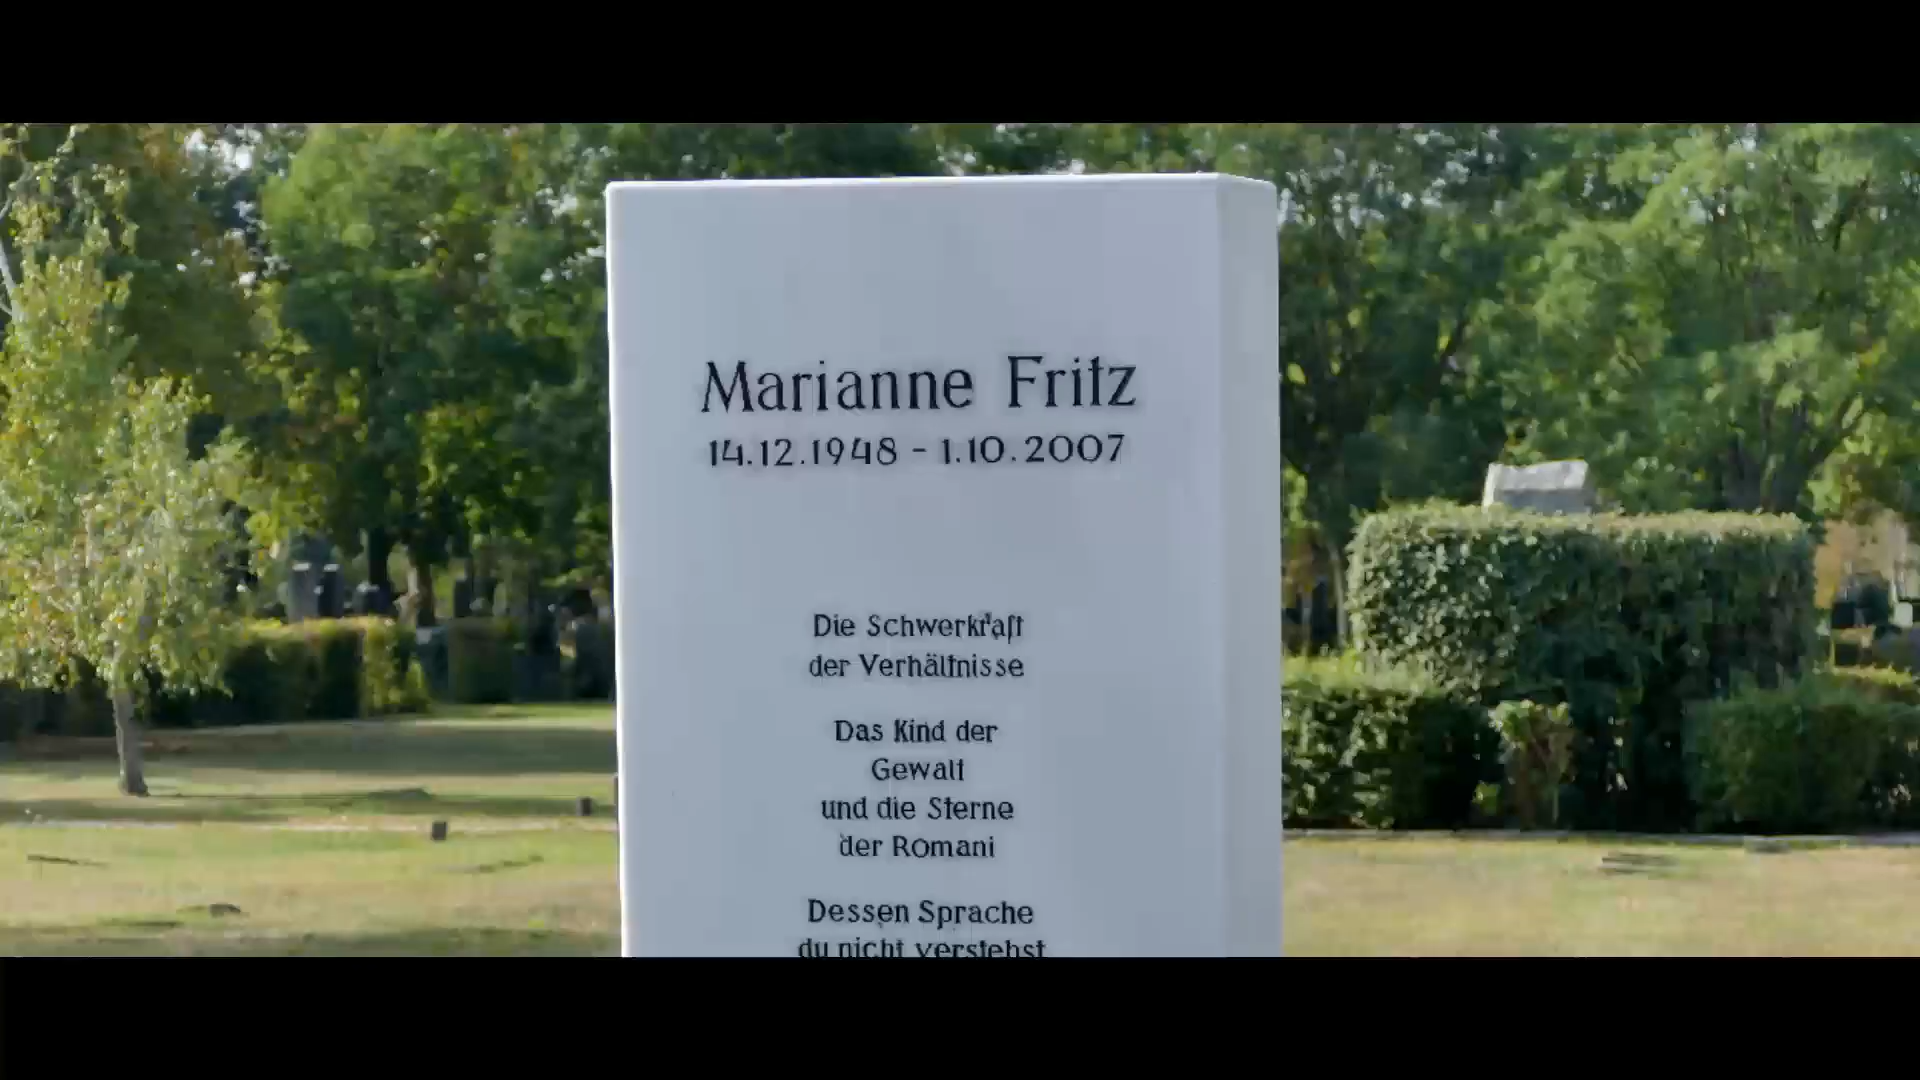 Marianne Fritz
14.12.1948 - 1.10.2007
Die Schwerkraft
der Verhältnisse
Das Kind der
Gewalt
und die Sterne
der Romani
Dessen Sprache
du nicht verstehst